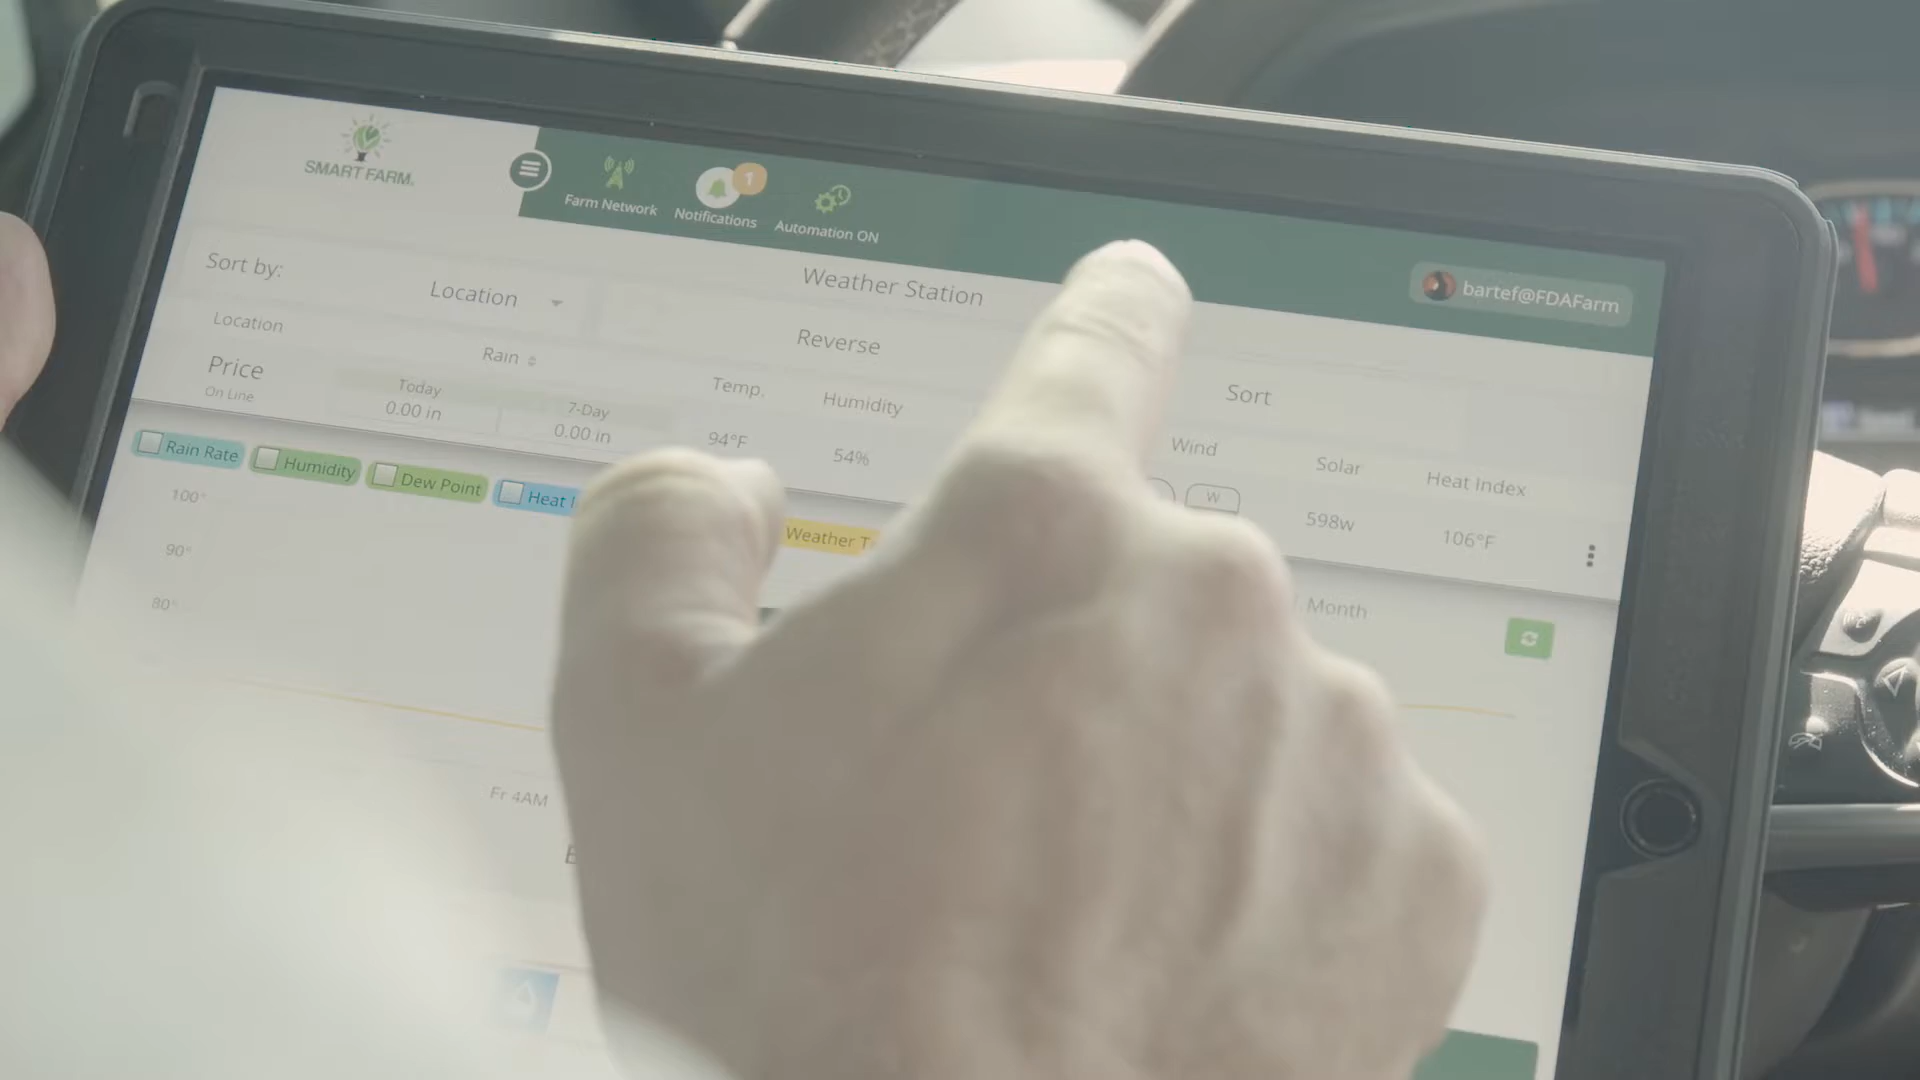 SMART FARM.
Farm Network
Notifications
1
Automation ON
bartef@FDAFarm
Weather Station
Sort by:
Location
Reverse
Sort
Location
Rain
Temp.
Humidity
Wind
Solar
Heat Index
Price
On Line
Today
0.00 in
7-Day
0.00 in
94°F
54%
W
598w
106°F
Rain Rate
Humidity
Dew Point
Heat
Weather
Month
100°
90°
80°
Fr 4AM